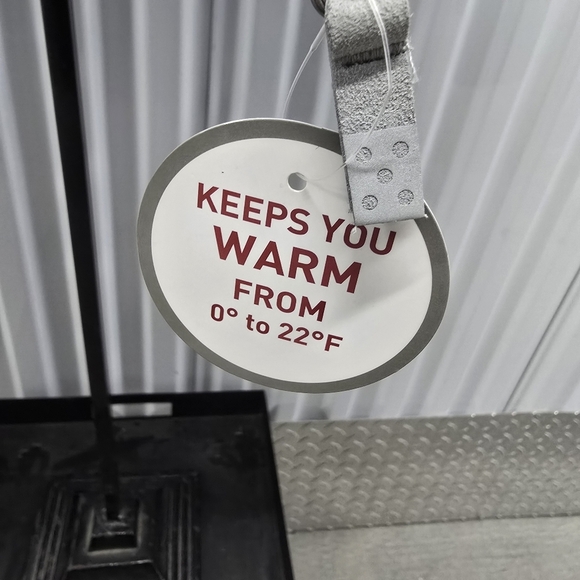 KEEPS YOU
WARM
FROM
0° to 22°F